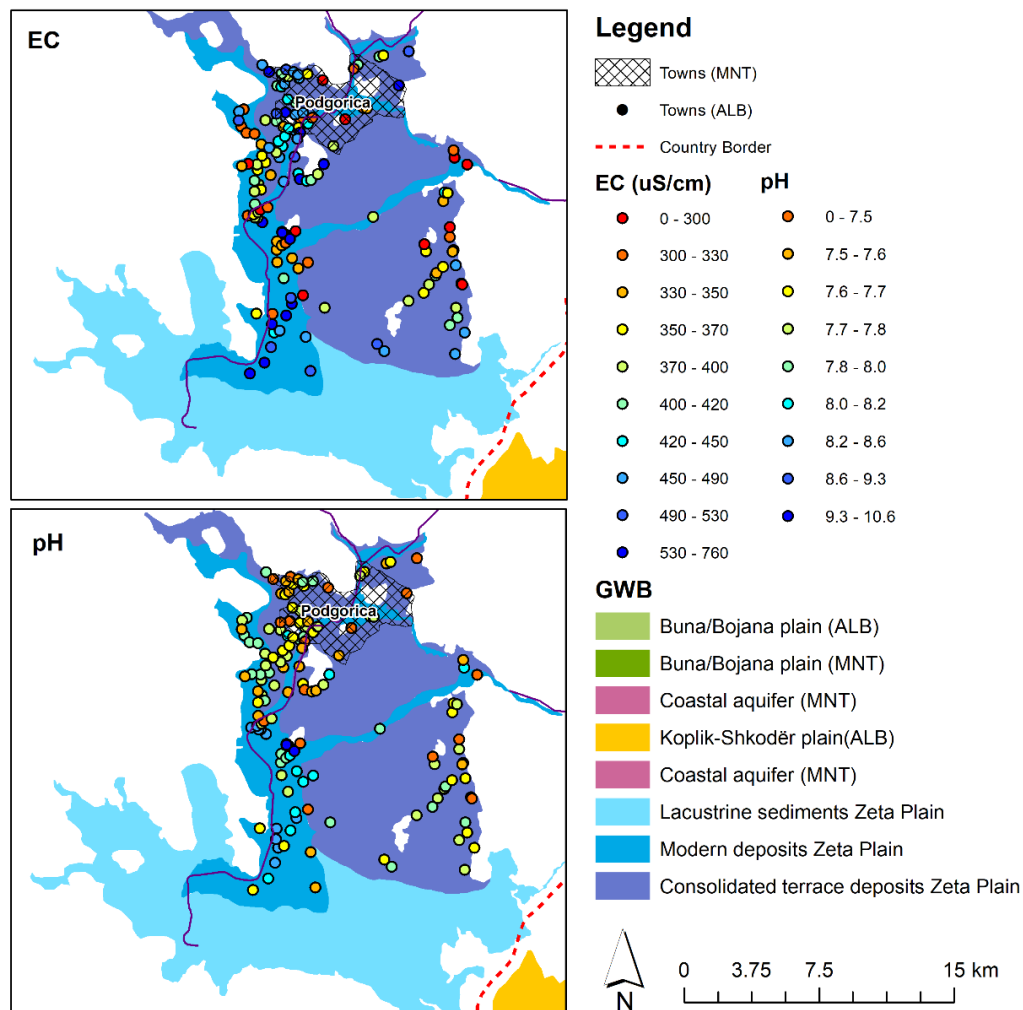 EC
Podgorica
pH
Podgorica
Legend
Towns (MNT)
Towns (ALB)
Country Border
EC (uS/cm)
pH
0 - 300
0 - 7.5
300 - 330
7.5 - 7.6
330 - 350
7.6 - 7.7
350 - 370
7.7 - 7.8
370 - 400
7.8 - 8.0
400 - 420
8.0 - 8.2
420 - 450
8.2 - 8.6
450 - 490
8.6 - 9.3
490 - 530
9.3 - 10.6
530 - 760
GWB
Buna/Bojana plain (ALB)
Buna/Bojana plain (MNT)
Coastal aquifer (MNT)
Koplik-Shkodër plain(ALB)
Coastal aquifer (MNT)
Lacustrine sediments Zeta Plain
Modern deposits Zeta Plain
Consolidated terrace deposits Zeta Plain
N
0 3.75 7.5 15 km